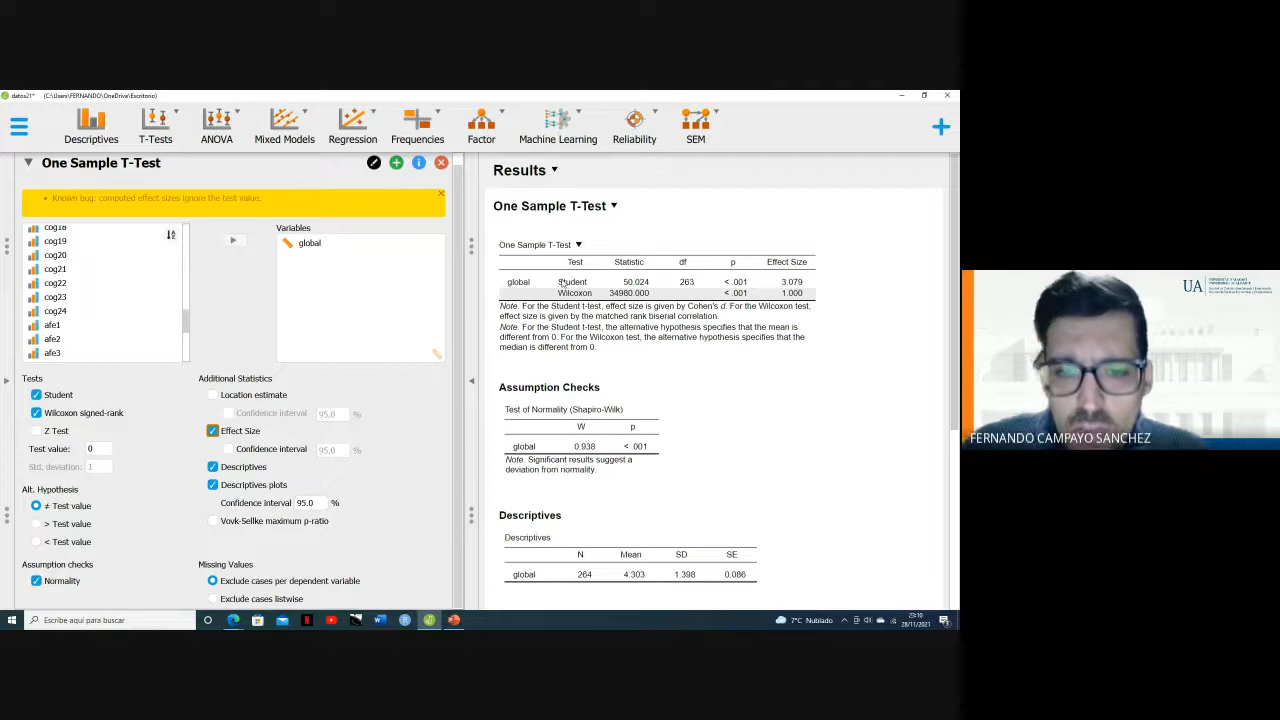 datos21* (C:\Users\FERNANDO\OneDrive\Escritorio)
Descriptives
T-Tests
ANOVA
Mixed Models
Regression
Frequencies
Factor
Machine Learning
Reliability
SEM
One Sample T-Test
• Known bug: computed effect sizes ignore the test value.
cog18
cog19
cog20
cog21
cog22
cog23
cog24
afe1
afe2
afe3
Variables
global
Tests
Student
Wilcoxon signed-rank
Z Test
Test value: 0
Std. deviation: 1
Alt. Hypothesis
≠ Test value
> Test value
< Test value
Assumption checks
Normality
Additional Statistics
Location estimate
Confidence interval 95.0 %
Effect Size
Confidence interval 95.0 %
Descriptives
Descriptives plots
Confidence interval 95.0 %
Vovk-Sellke maximum p-ratio
Missing Values
Exclude cases per dependent variable
Exclude cases listwise
Results
One Sample T-Test
One Sample T-Test
Test Statistic df p Effect Size
global Student 50.024 263 < .001 3.079
Wilcoxon 34980.000 < .001 1.000
Note. For the Student t-test, effect size is given by Cohen's d. For the Wilcoxon test,
effect size is given by the matched rank biserial correlation.
Note. For the Student t-test, the alternative hypothesis specifies that the mean is
different from 0. For the Wilcoxon test, the alternative hypothesis specifies that the
median is different from 0.
Assumption Checks
Test of Normality (Shapiro-Wilk)
W p
global 0.938 < .001
Note. Significant results suggest a
deviation from normality.
Descriptives
Descriptives
N Mean SD SE
global 264 4.303 1.398 0.086
Escribe aquí para buscar
7°C Nublado
23:10
28/11/2021
UA
FERNANDO CAMPAYO SANCHEZ